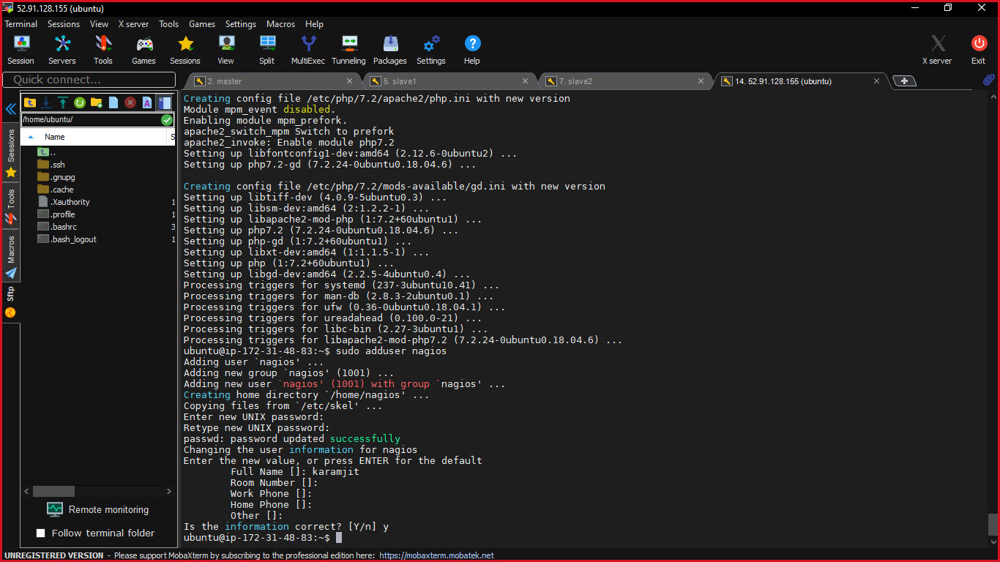 52.91.128.155 (ubuntu)
Terminal Sessions View X server Tools Games Settings Macros Help
Session Servers Tools Games Sessions View Split MultiExec Tunneling Packages Settings Help X server Exit
Quick connect...
2. master
5. slave1
7. slave2
14. 52.91.128.155 (ubuntu)
/home/ubuntu/
Name S
..
.ssh
.gnupg
.cache
.Xauthority 1
.profile 1
.bashrc 3
.bash_logout 1
Sessions
Tools
Macros
Sftp
Remote monitoring
Follow terminal folder
Creating config file /etc/php/7.2/apache2/php.ini with new version
Module mpm_event disabled.
Enabling module mpm_prefork.
apache2_switch_mpm Switch to prefork
apache2_invoke: Enable module php7.2
Setting up libfontconfig1-dev:amd64 (2.12.6-0ubuntu2) ...
Setting up php7.2-gd (7.2.24-0ubuntu0.18.04.6) ...
Creating config file /etc/php/7.2/mods-available/gd.ini with new version
Setting up libtiff-dev (4.0.9-5ubuntu0.3) ...
Setting up libsm-dev:amd64 (2:1.2.2-1) ...
Setting up libapache2-mod-php (1:7.2+60ubuntu1) ...
Setting up php7.2 (7.2.24-0ubuntu0.18.04.6) ...
Setting up php-gd (1:7.2+60ubuntu1) ...
Setting up libxt-dev:amd64 (1:1.1.5-1) ...
Setting up php (1:7.2+60ubuntu1) ...
Setting up libgd-dev:amd64 (2.2.5-4ubuntu0.4) ...
Processing triggers for systemd (237-3ubuntu10.41) ...
Processing triggers for man-db (2.8.3-2ubuntu0.1) ...
Processing triggers for ufw (0.36-0ubuntu0.18.04.1) ...
Processing triggers for ureadahead (0.100.0-21) ...
Processing triggers for libc-bin (2.27-3ubuntu1) ...
Processing triggers for libapache2-mod-php7.2 (7.2.24-0ubuntu0.18.04.6) ...
ubuntu@ip-172-31-48-83:~$ sudo adduser nagios
Adding user `nagios' ...
Adding new group `nagios' (1001) ...
Adding new user `nagios' (1001) with group `nagios' ...
Creating home directory `/home/nagios' ...
Copying files from `/etc/skel' ...
Enter new UNIX password:
Retype new UNIX password:
passwd: password updated successfully
Changing the user information for nagios
Enter the new value, or press ENTER for the default
Full Name []: karamjit
Room Number []:
Work Phone []:
Home Phone []:
Other []:
Is the information correct? [Y/n] y
ubuntu@ip-172-31-48-83:~$
UNREGISTERED VERSION - Please support MobaXterm by subscribing to the professional edition here: https://mobaxterm.mobatek.net